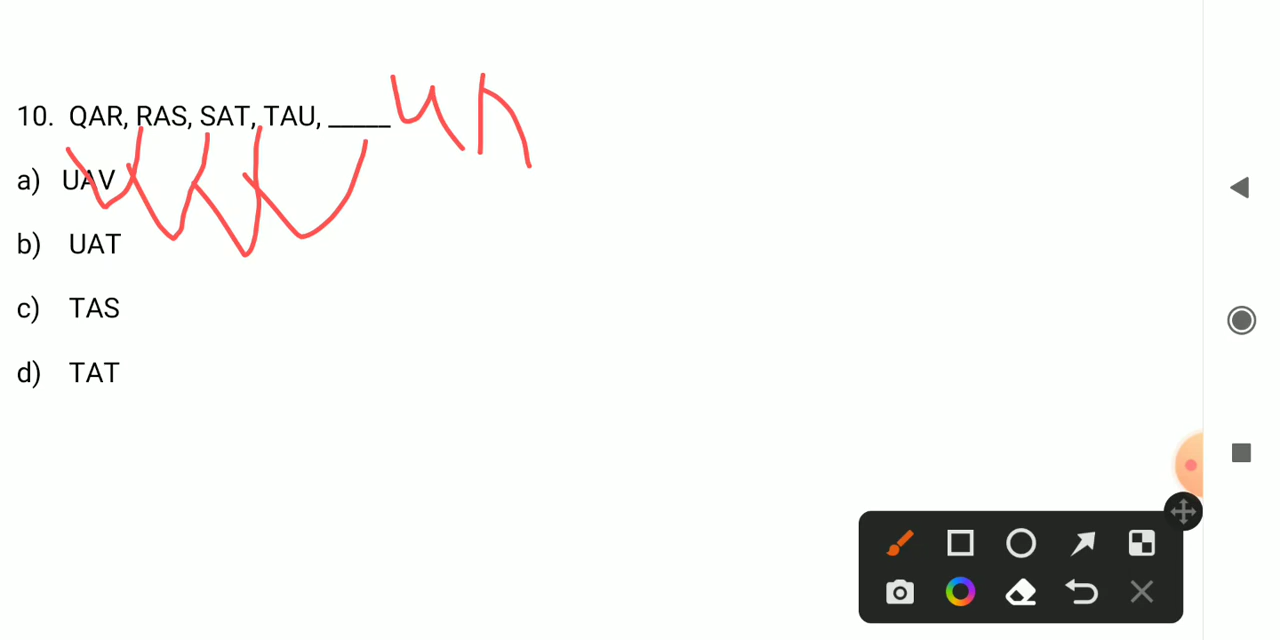 10. QAR, RAS, SAT, TAU, _____ U
a) UAV
b) UAT
c) TAS
d) TAT